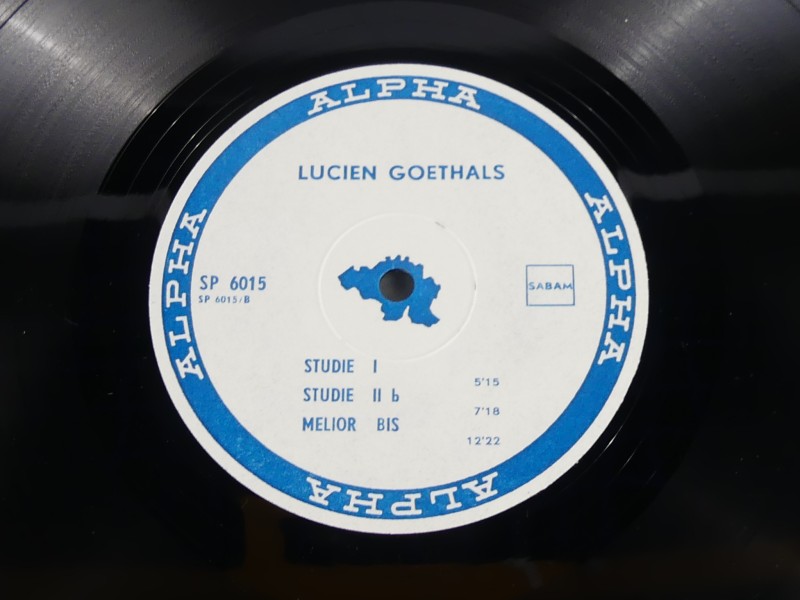 ALPHA
LUCIEN GOETHALS
ALPHA
ALPHA
SP 6015
SP 6015/B
SABAM
STUDIE I 5'15
STUDIE II b 7'18
MELIOR BIS 12'22
ALPHA